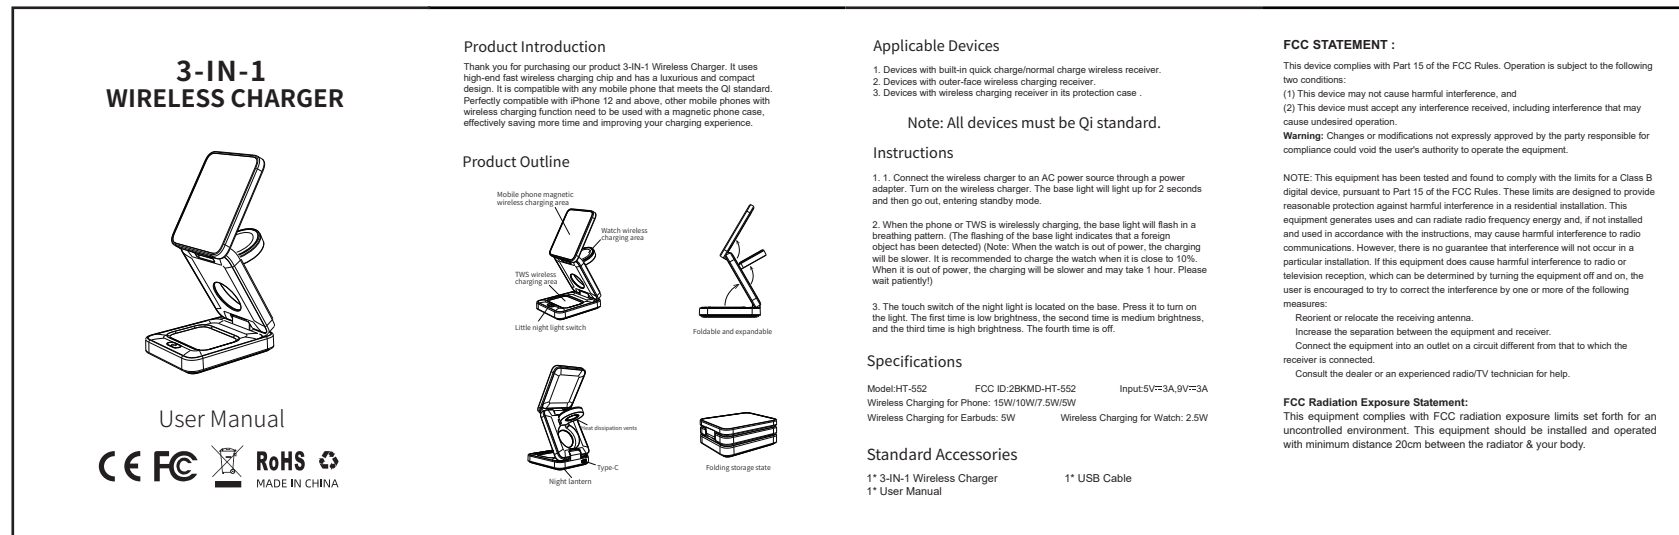 3-IN-1
WIRELESS CHARGER
User Manual
CE FC RoHS
MADE IN CHINA
Product Introduction
Thank you for purchasing our product 3-IN-1 Wireless Charger. It uses
high-end fast wireless charging chip and has a luxurious and compact
design. It is compatible with any mobile phone that meets the QI standard.
Perfectly compatible with iPhone 12 and above, other mobile phones with
wireless charging function need to be used with a magnetic phone case,
effectively saving more time and improving your charging experience.
Product Outline
Mobile phone magnetic
wireless charging area
Watch wireless
charging area
TWS wireless
charging area
Little night light switch
Foldable and expandable
Heat dissipation vents
Type-C
Night lantern
Folding storage state
Applicable Devices
1. Devices with built-in quick charge/normal charge wireless receiver.
2. Devices with outer-face wireless charging receiver.
3. Devices with wireless charging receiver in its protection case .
Note: All devices must be Qi standard.
Instructions
1. 1. Connect the wireless charger to an AC power source through a power
adapter. Turn on the wireless charger. The base light will light up for 2 seconds
and then go out, entering standby mode.
2. When the phone or TWS is wirelessly charging, the base light will flash in a
breathing pattern. (The flashing of the base light indicates that a foreign
object has been detected) (Note: When the watch is out of power, the charging
will be slower. It is recommended to charge the watch when it is close to 10%.
When it is out of power, the charging will be slower and may take 1 hour. Please
wait patiently!)
3. The touch switch of the night light is located on the base. Press it to turn on
the light. The first time is low brightness, the second time is medium brightness,
and the third time is high brightness. The fourth time is off.
Specifications
Model:HT-552 FCC ID:2BKMD-HT-552 Input:5V⎓3A,9V⎓3A
Wireless Charging for Phone: 15W/10W/7.5W/5W
Wireless Charging for Earbuds: 5W Wireless Charging for Watch: 2.5W
Standard Accessories
1* 3-IN-1 Wireless Charger 1* USB Cable
1* User Manual
FCC STATEMENT :
This device complies with Part 15 of the FCC Rules. Operation is subject to the following
two conditions:
(1) This device may not cause harmful interference, and
(2) This device must accept any interference received, including interference that may
cause undesired operation.
Warning: Changes or modifications not expressly approved by the party responsible for
compliance could void the user's authority to operate the equipment.
NOTE: This equipment has been tested and found to comply with the limits for a Class B
digital device, pursuant to Part 15 of the FCC Rules. These limits are designed to provide
reasonable protection against harmful interference in a residential installation. This
equipment generates uses and can radiate radio frequency energy and, if not installed
and used in accordance with the instructions, may cause harmful interference to radio
communications. However, there is no guarantee that interference will not occur in a
particular installation. If this equipment does cause harmful interference to radio or
television reception, which can be determined by turning the equipment off and on, the
user is encouraged to try to correct the interference by one or more of the following
measures:
Reorient or relocate the receiving antenna.
Increase the separation between the equipment and receiver.
Connect the equipment into an outlet on a circuit different from that to which the
receiver is connected.
Consult the dealer or an experienced radio/TV technician for help.
FCC Radiation Exposure Statement:
This equipment complies with FCC radiation exposure limits set forth for an
uncontrolled environment. This equipment should be installed and operated
with minimum distance 20cm between the radiator & your body.